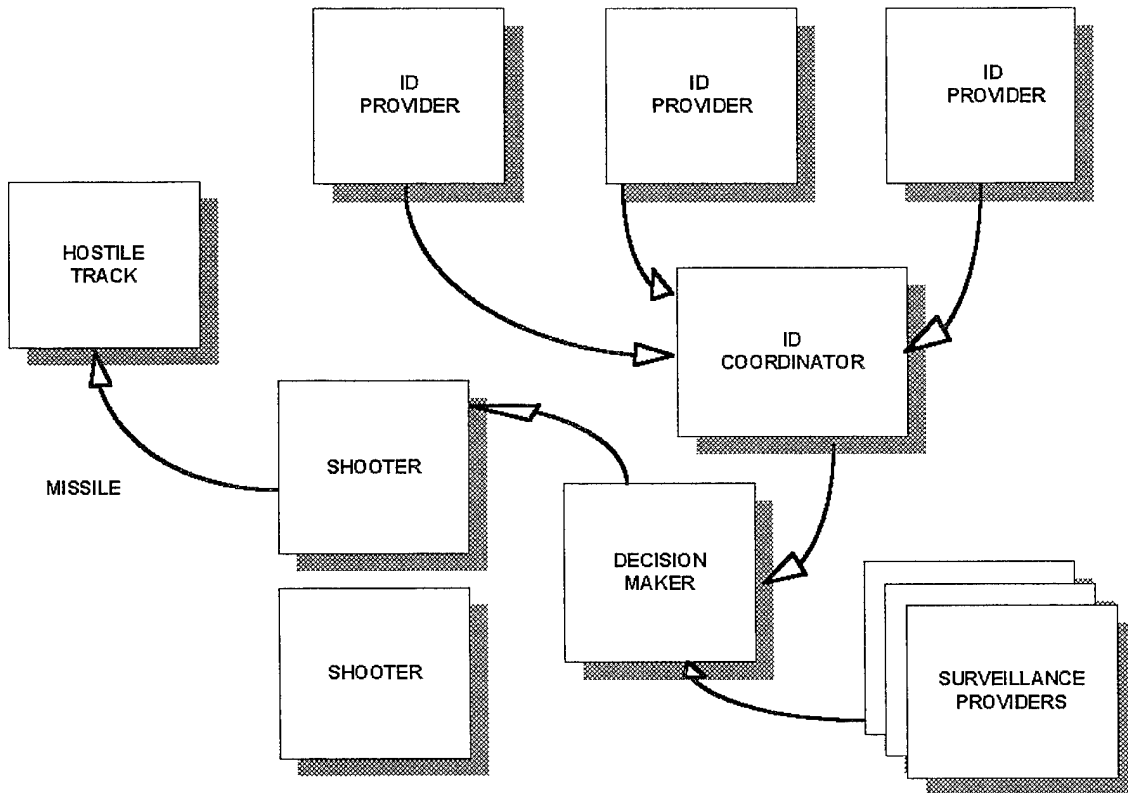 ID
PROVIDER
ID
PROVIDER
ID
PROVIDER
HOSTILE
TRACK
ID
COORDINATOR
SHOOTER
MISSILE
DECISION
MAKER
SHOOTER
SURVEILLANCE
PROVIDERS